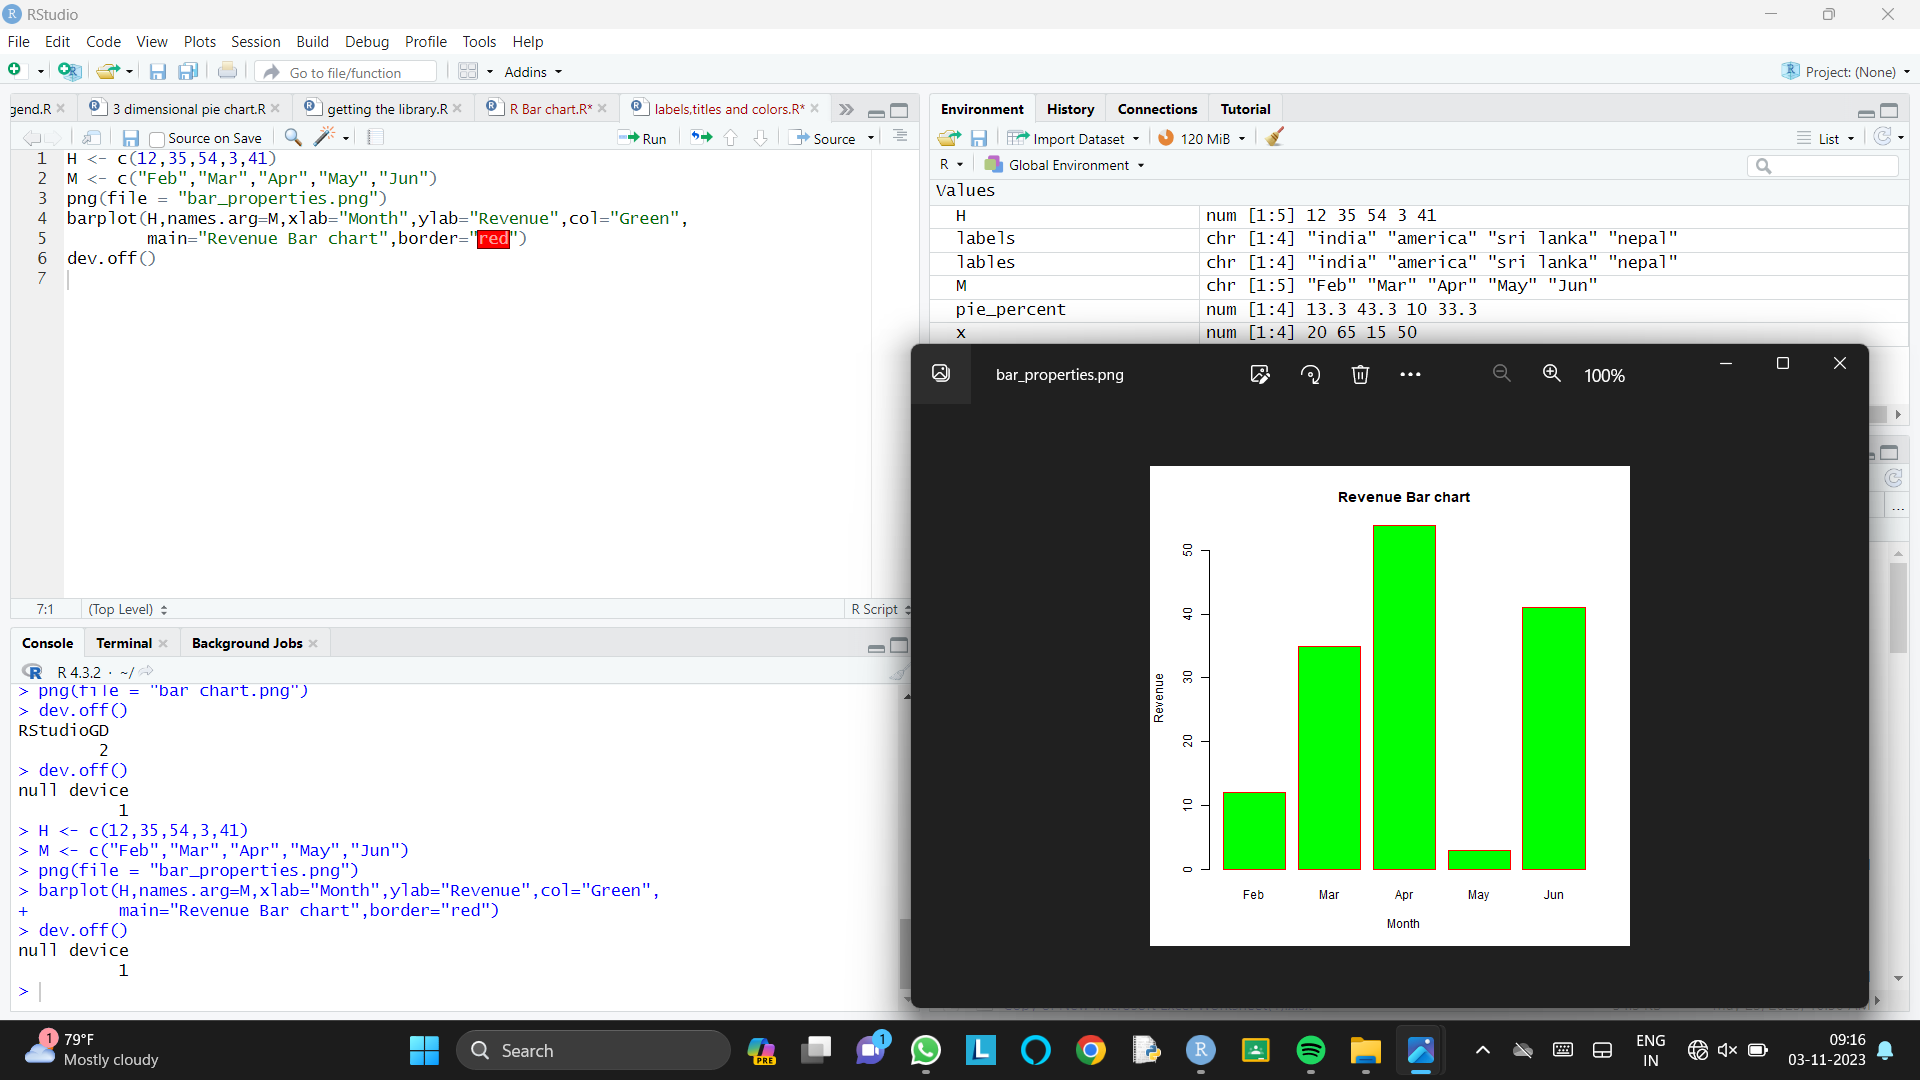 RStudio
File Edit Code View Plots Session Build Debug Profile Tools Help
Go to file/function Addins Project: (None)
gend.R 3 dimensional pie chart.R getting the library.R R Bar chart.R* labels,titles and colors.R*
Source on Save Run Source
1 H <- c(12,35,54,3,41)
2 M <- c("Feb","Mar","Apr","May","Jun")
3 png(file = "bar_properties.png")
4 barplot(H,names.arg=M,xlab="Month",ylab="Revenue",col="Green",
5 main="Revenue Bar chart",border="red")
6 dev.off()
7
7:1 (Top Level) R Script
Console Terminal Background Jobs
R 4.3.2 · ~/
> png(file = "bar chart.png")
> dev.off()
RStudioGD
2
> dev.off()
null device
1
> H <- c(12,35,54,3,41)
> M <- c("Feb","Mar","Apr","May","Jun")
> png(file = "bar_properties.png")
> barplot(H,names.arg=M,xlab="Month",ylab="Revenue",col="Green",
+ main="Revenue Bar chart",border="red")
> dev.off()
null device
1
>
Environment History Connections Tutorial
Import Dataset 120 MiB List
R Global Environment
Values
H num [1:5] 12 35 54 3 41
labels chr [1:4] "india" "america" "sri lanka" "nepal"
lables chr [1:4] "india" "america" "sri lanka" "nepal"
M chr [1:5] "Feb" "Mar" "Apr" "May" "Jun"
pie_percent num [1:4] 13.3 43.3 10 33.3
x num [1:4] 20 65 15 50
bar_properties.png 100%
Revenue Bar chart
50
40
30
20
10
0
Revenue
Feb Mar Apr May Jun
Month
1 79°F
Mostly cloudy
Search
PRE
1
L
R
ENG
IN
09:16
03-11-2023